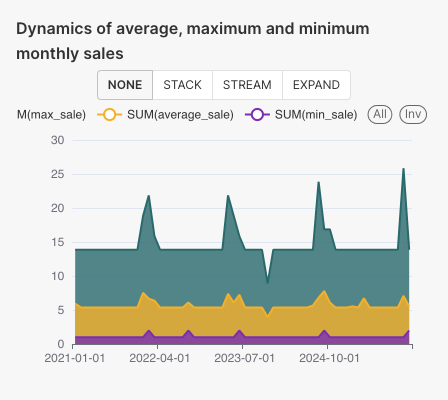 Dynamics of average, maximum and minimum
monthly sales
NONE STACK STREAM EXPAND
M(max_sale) SUM(average_sale) SUM(min_sale) All Inv
30
25
20
15
10
5
0
2021-01-01 2022-04-01 2023-07-01 2024-10-01